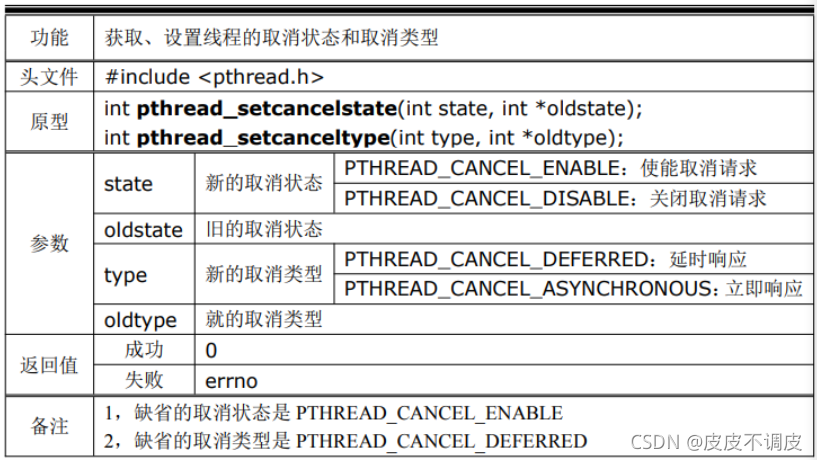 功能 获取、设置线程的取消状态和取消类型
头文件 #include <pthread.h>
原型 int pthread_setcancelstate(int state, int *oldstate);
int pthread_setcanceltype(int type, int *oldtype);
参数 state 新的取消状态 PTHREAD_CANCEL_ENABLE：使能取消请求
PTHREAD_CANCEL_DISABLE：关闭取消请求
oldstate 旧的取消状态
type 新的取消类型 PTHREAD_CANCEL_DEFERRED：延时响应
PTHREAD_CANCEL_ASYNCHRONOUS：立即响应
oldtype 就的取消类型
返回值 成功 0
失败 errno
备注 1，缺省的取消状态是 PTHREAD_CANCEL_ENABLE
2，缺省的取消类型是 PTHREAD_CANCEL_DEFERRED
CSDN @皮皮不调皮